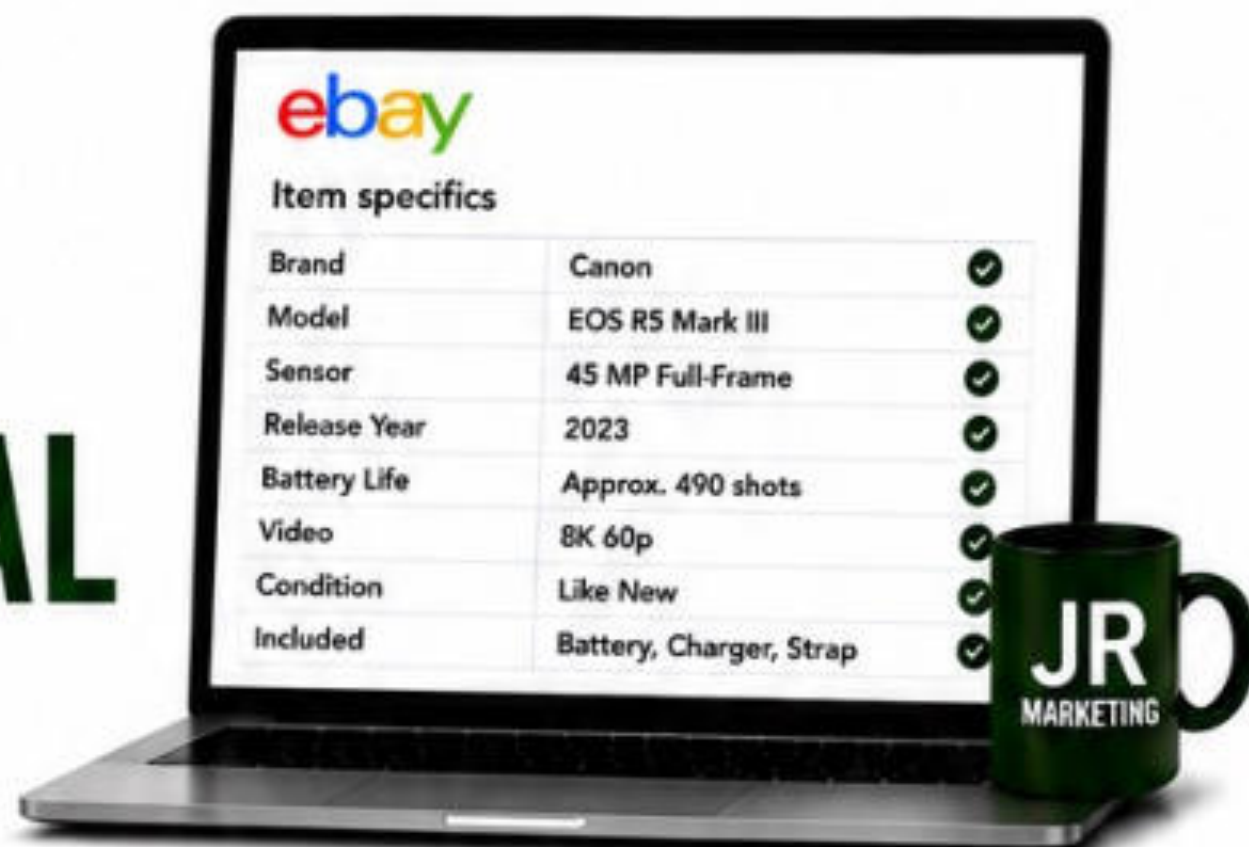 ebay
Item specifics
Brand Canon
Model EOS R5 Mark III
Sensor 45 MP Full-Frame
Release Year 2023
Battery Life Approx. 490 shots
Video 8K 60p
Condition Like New
Included Battery, Charger, Strap
AL
JR
MARKETING